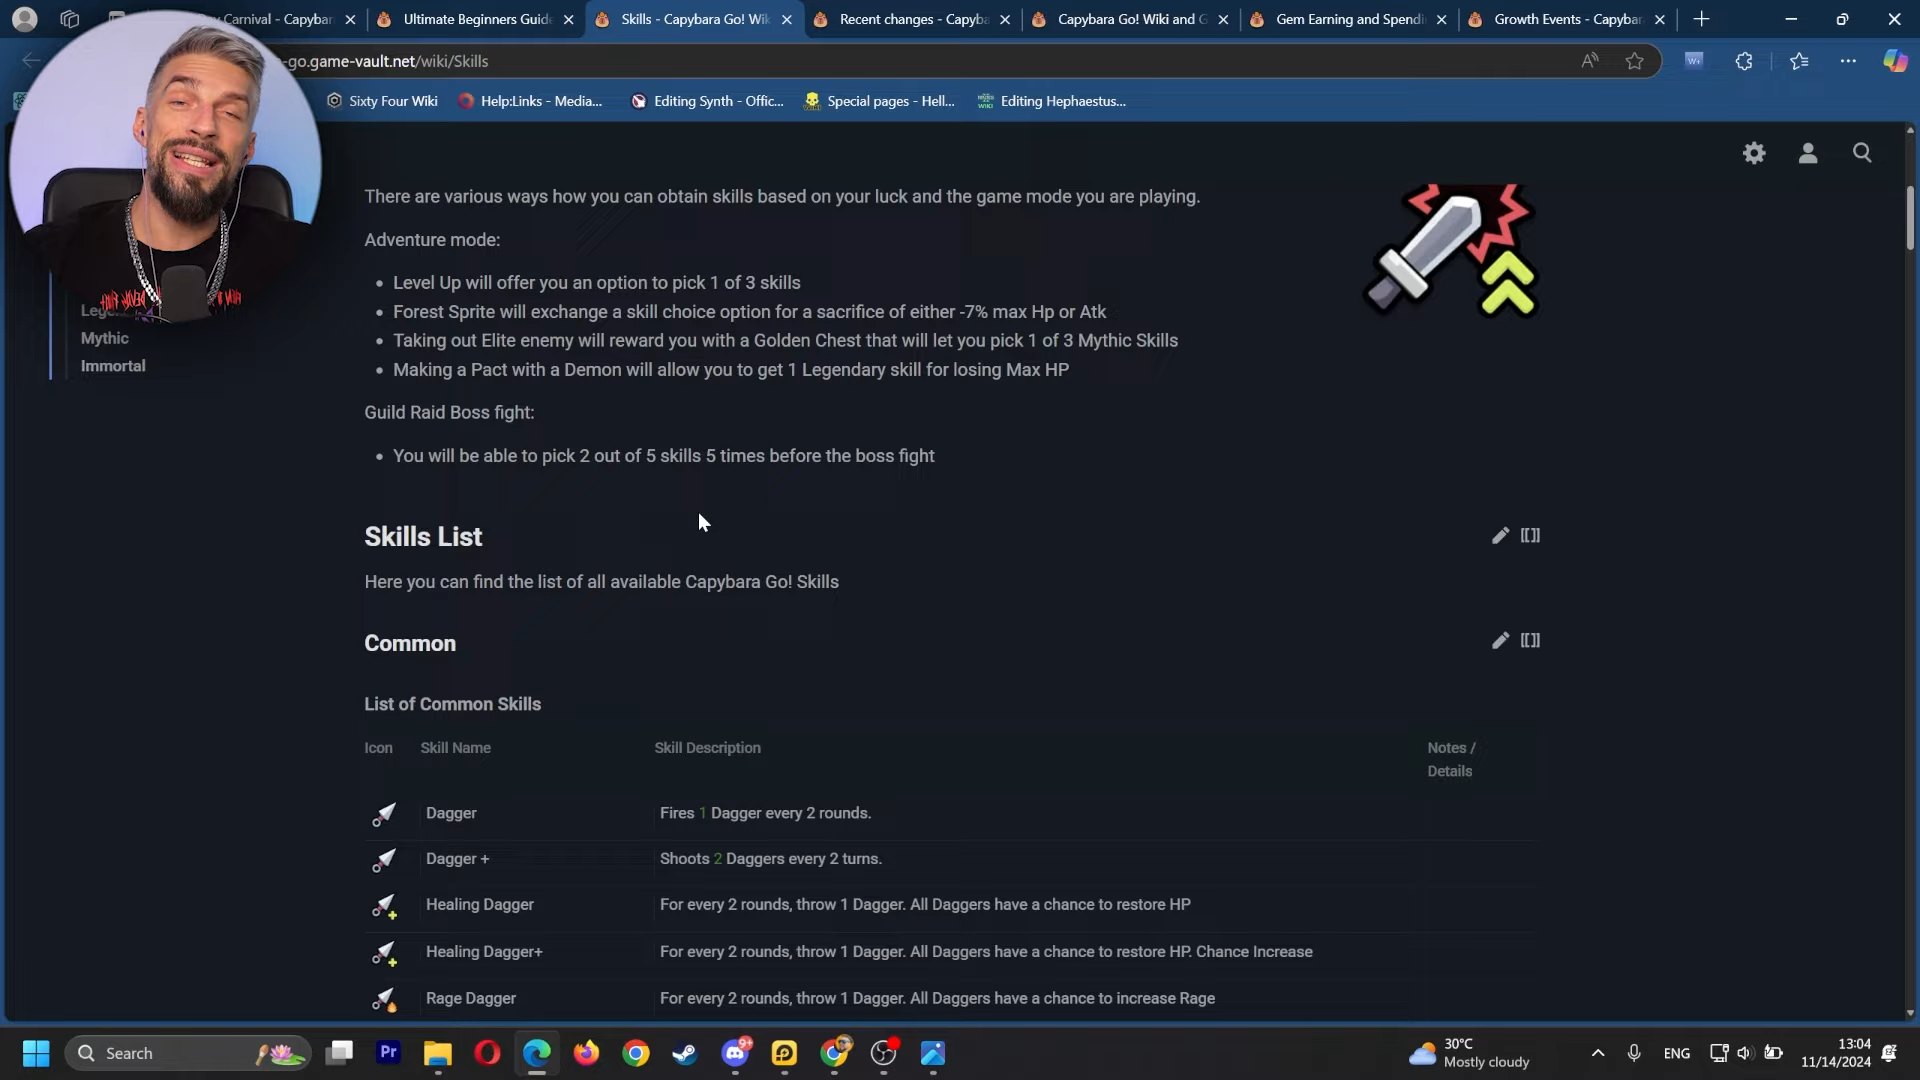 y Carnival - Capybar
Ultimate Beginners Guide
Skills - Capybara Go! Wik
Recent changes - Capyba
Capybara Go! Wiki and G
Gem Earning and Spendi
Growth Events - Capybar
-go.game-vault.net/wiki/Skills
Sixty Four Wiki
Help:Links - Media...
Editing Synth - Offic...
Special pages - Hell...
Editing Hephaestus...
There are various ways how you can obtain skills based on your luck and the game mode you are playing.
Adventure mode:
• Level Up will offer you an option to pick 1 of 3 skills
• Forest Sprite will exchange a skill choice option for a sacrifice of either -7% max Hp or Atk
• Taking out Elite enemy will reward you with a Golden Chest that will let you pick 1 of 3 Mythic Skills
• Making a Pact with a Demon will allow you to get 1 Legendary skill for losing Max HP
Mythic
Immortal
Guild Raid Boss fight:
• You will be able to pick 2 out of 5 skills 5 times before the boss fight
Skills List
Here you can find the list of all available Capybara Go! Skills
Common
List of Common Skills
Icon Skill Name Skill Description Notes / Details
Dagger Fires 1 Dagger every 2 rounds.
Dagger + Shoots 2 Daggers every 2 turns.
Healing Dagger For every 2 rounds, throw 1 Dagger. All Daggers have a chance to restore HP
Healing Dagger+ For every 2 rounds, throw 1 Dagger. All Daggers have a chance to restore HP. Chance Increase
Rage Dagger For every 2 rounds, throw 1 Dagger. All Daggers have a chance to increase Rage
Search
Pr
9+
30°C
Mostly cloudy
ENG
13:04
11/14/2024